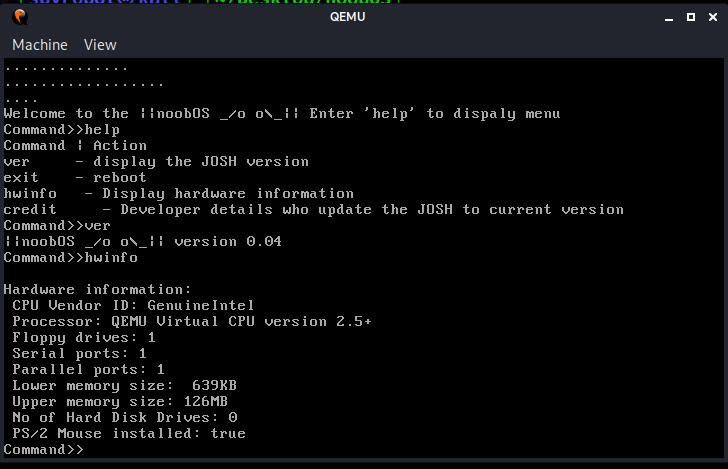 QEMU
Machine View
..............
..................
....
Welcome to the ||noobOS _/o o\_|| Enter 'help' to dispaly menu
Command>>help
Command | Action
ver     - display the JOSH version
exit    - reboot
hwinfo   - Display hardware information
credit     - Developer details who update the JOSH to current version
Command>>ver
||noobOS _/o o\_|| version 0.04
Command>>hwinfo
Hardware information:
CPU Vendor ID: GenuineIntel
Processor: QEMU Virtual CPU version 2.5+
Floppy drives: 1
Serial ports: 1
Parallel ports: 1
Lower memory size:  639KB
Upper memory size: 126MB
No of Hard Disk Drives: 0
PS/2 Mouse installed: true
Command>>